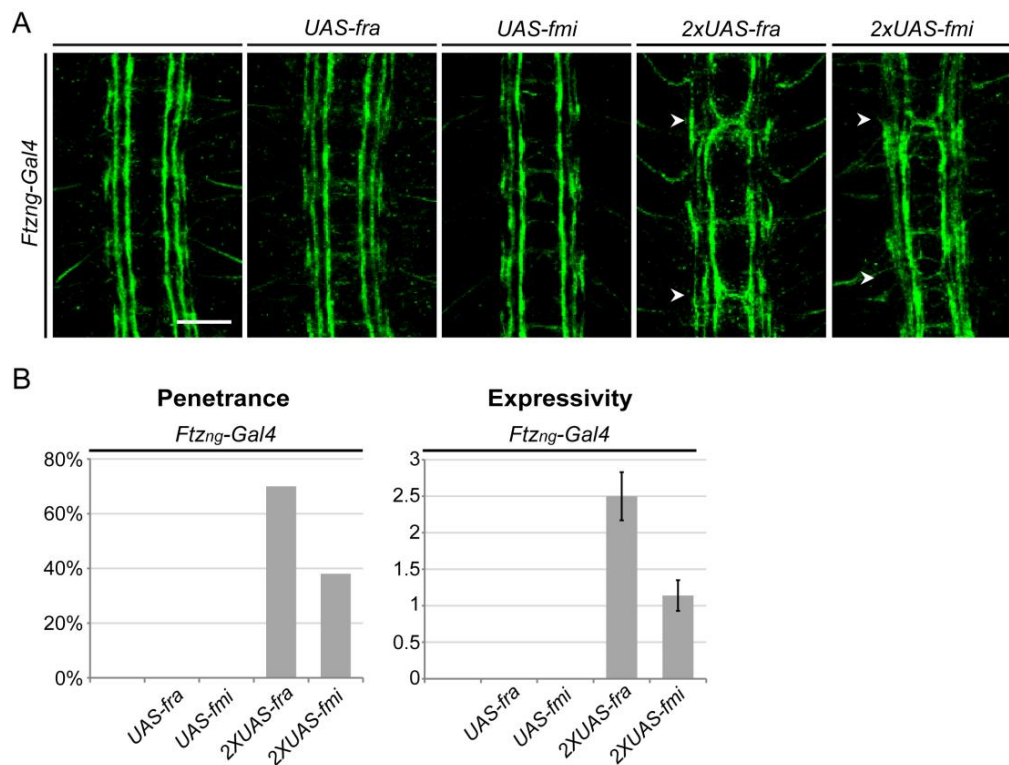 A
UAS-fra UAS-fmi 2xUAS-fra 2xUAS-fmi
Ftzng-Gal4
B
Penetrance
Ftzng-Gal4
80%
60%
40%
20%
0%
UAS-fra UAS-fmi 2XUAS-fra 2XUAS-fmi
Expressivity
Ftzng-Gal4
3
2.5
2
1.5
1
0.5
0
UAS-fra UAS-fmi 2XUAS-fra 2XUAS-fmi